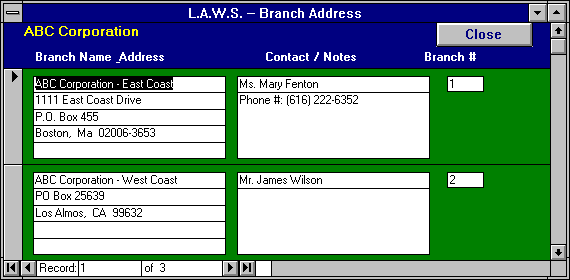 L.A.W.S. – Branch Address
ABC Corporation
Close
Branch Name ,Address Contact / Notes Branch #
ABC Corporation - East Coast
1111 East Coast Drive
P.O. Box 455
Boston, Ma 02006-3653
Ms. Mary Fenton
Phone #: (616) 222-6352
1
ABC Corporation - West Coast
PO Box 25639
Los Almos, CA 99632
Mr. James Wilson
2
Record: 1 of 3